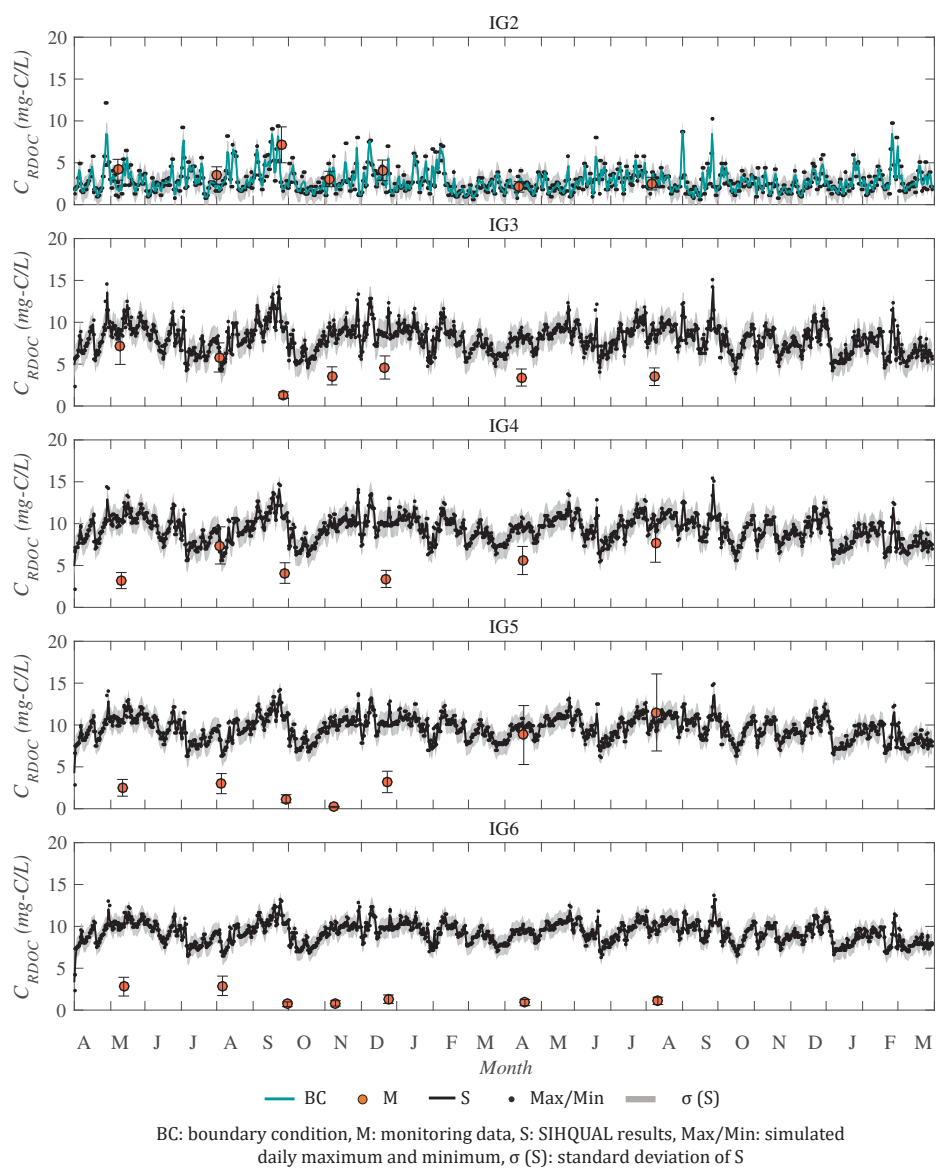 IG2
20
15
10
5
0
C_RDOC (mg-C/L)
IG3
20
15
10
5
0
C_RDOC (mg-C/L)
IG4
20
15
10
5
0
C_RDOC (mg-C/L)
IG5
20
15
10
5
0
C_RDOC (mg-C/L)
IG6
20
15
10
5
0
C_RDOC (mg-C/L)
A M J J A S O N D J F M A M J J A S O N D J F M
Month
BC M S Max/Min σ (S)
BC: boundary condition, M: monitoring data, S: SIHQUAL results, Max/Min: simulated
daily maximum and minimum, σ (S): standard deviation of S